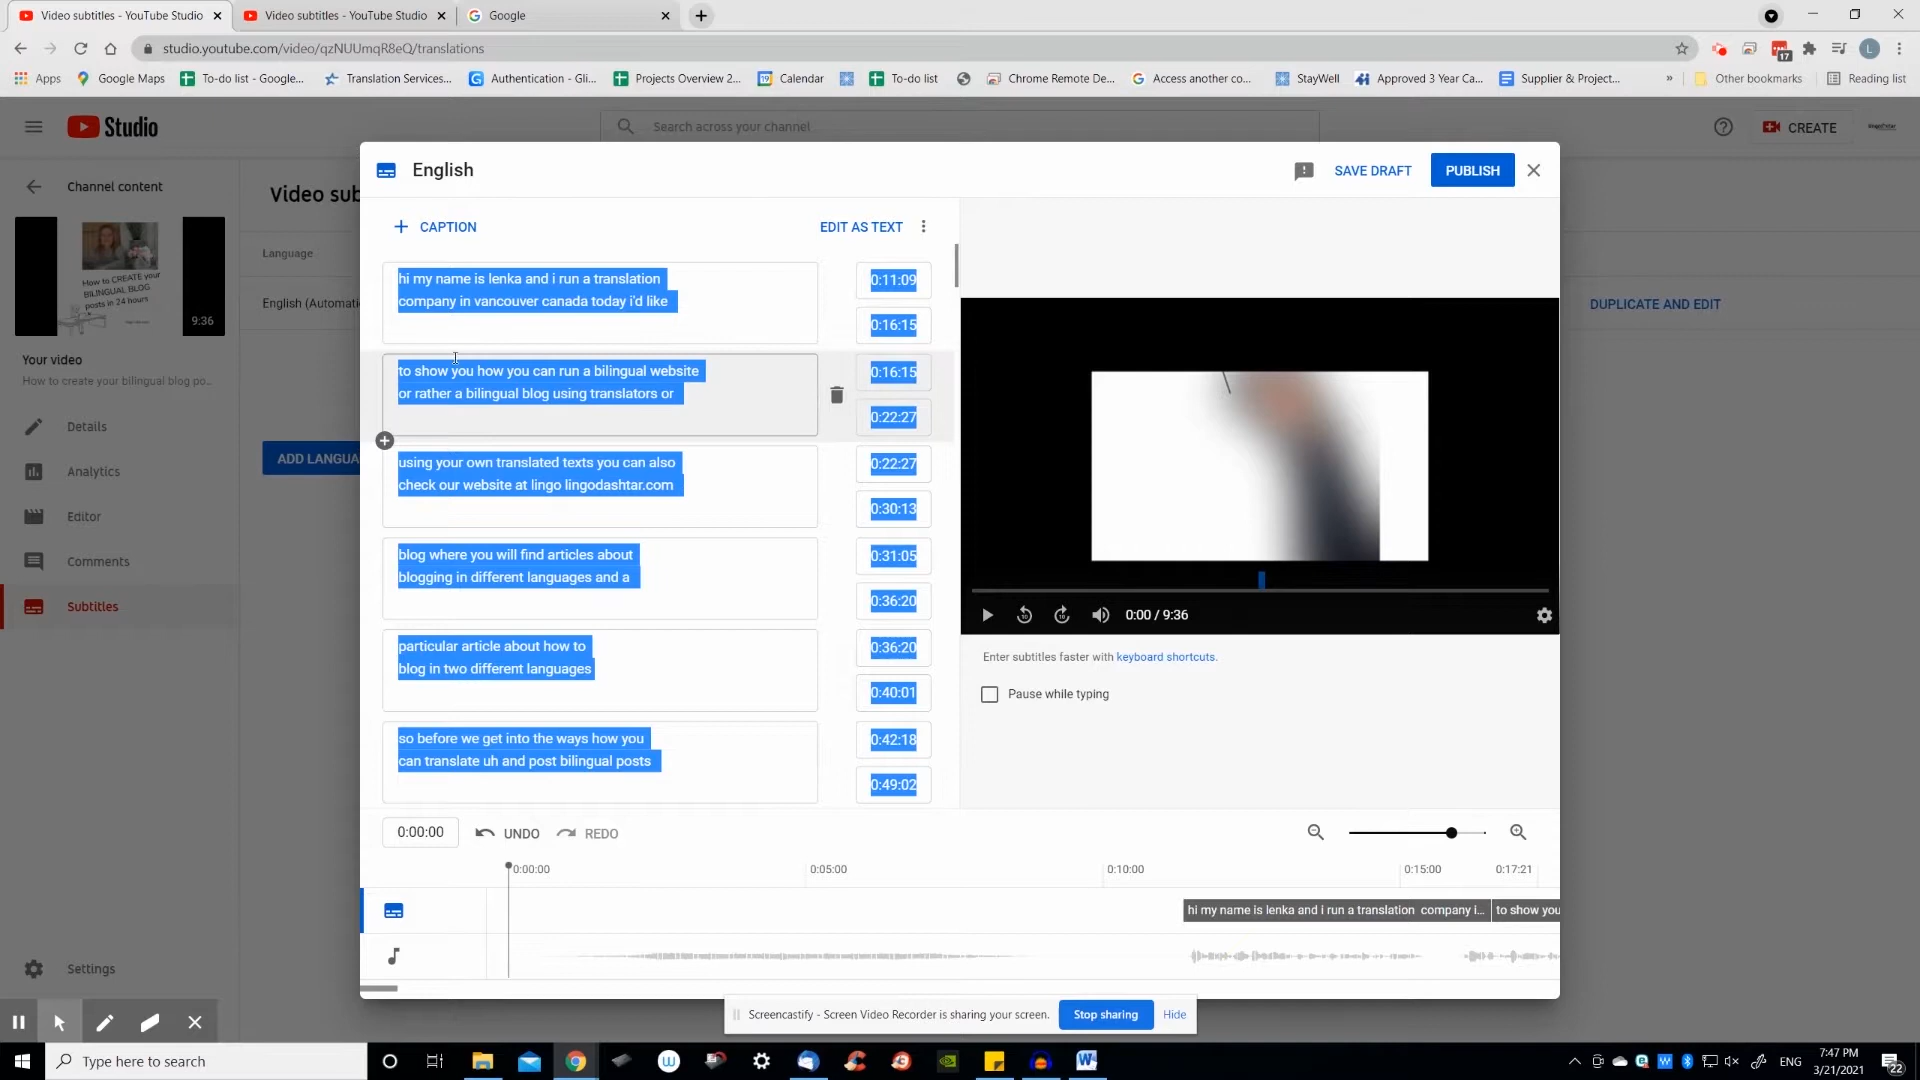 Video subtitles - YouTube Studio
Video subtitles - YouTube Studio
Google
studio.youtube.com/video/qzNUUmqR8eQ/translations
Apps
Google Maps
To-do list - Google...
Translation Services...
Authentication - Gli...
Projects Overview 2...
Calendar
To-do list
Chrome Remote De...
Access another co...
StayWell
Approved 3 Year Ca...
Supplier & Project...
»
Other bookmarks
Reading list
17
L
Studio
Search across your channel
CREATE
Channel content
Video sub
How to CREATE your
BILINGUAL BLOG
posts in 24 hours
9:36
Your video
How to create your bilingual blog po...
Details
Analytics
Editor
Comments
Subtitles
Settings
Language
English (Automati
ADD LANGUA
DUPLICATE AND EDIT
English
SAVE DRAFT
PUBLISH
+ CAPTION
EDIT AS TEXT
hi my name is lenka and i run a translation
company in vancouver canada today i'd like
0:11:09
0:16:15
to show you how you can run a bilingual website
or rather a bilingual blog using translators or
0:16:15
0:22:27
using your own translated texts you can also
check our website at lingo lingodashtar.com
0:22:27
0:30:13
blog where you will find articles about
blogging in different languages and a
0:31:05
0:36:20
particular article about how to
blog in two different languages
0:36:20
0:40:01
so before we get into the ways how you
can translate uh and post bilingual posts
0:42:18
0:49:02
0:00 / 9:36
Enter subtitles faster with keyboard shortcuts.
Pause while typing
0:00:00
UNDO
REDO
0:00:00
0:05:00
0:10:00
0:15:00
0:17:21
hi my name is lenka and i run a translation company i...
to show you
Screencastify - Screen Video Recorder is sharing your screen.
Stop sharing
Hide
Type here to search
ENG
7:47 PM
3/21/2021
22